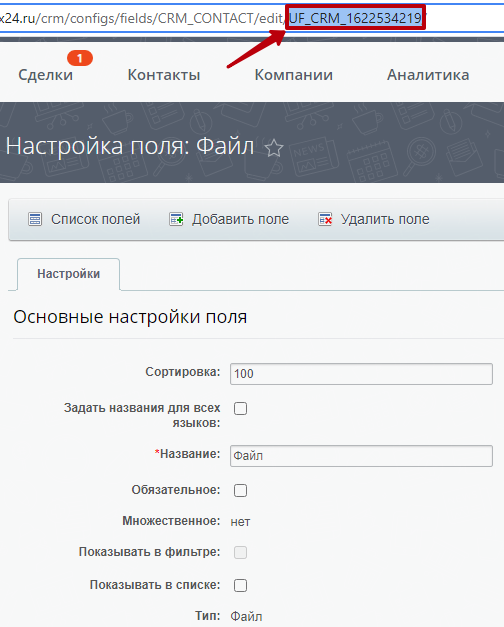 x24.ru/crm/configs/fields/CRM_CONTACT/edit/UF_CRM_1622534219/
1
Сделки Контакты Компании Аналитика
Настройка поля: Файл
Список полей Добавить поле Удалить поле
Настройки
Основные настройки поля
Сортировка: 100
Задать названия для всех
языков:
*Название: Файл
Обязательное:
Множественное: нет
Показывать в фильтре:
Показывать в списке:
Тип: Файл